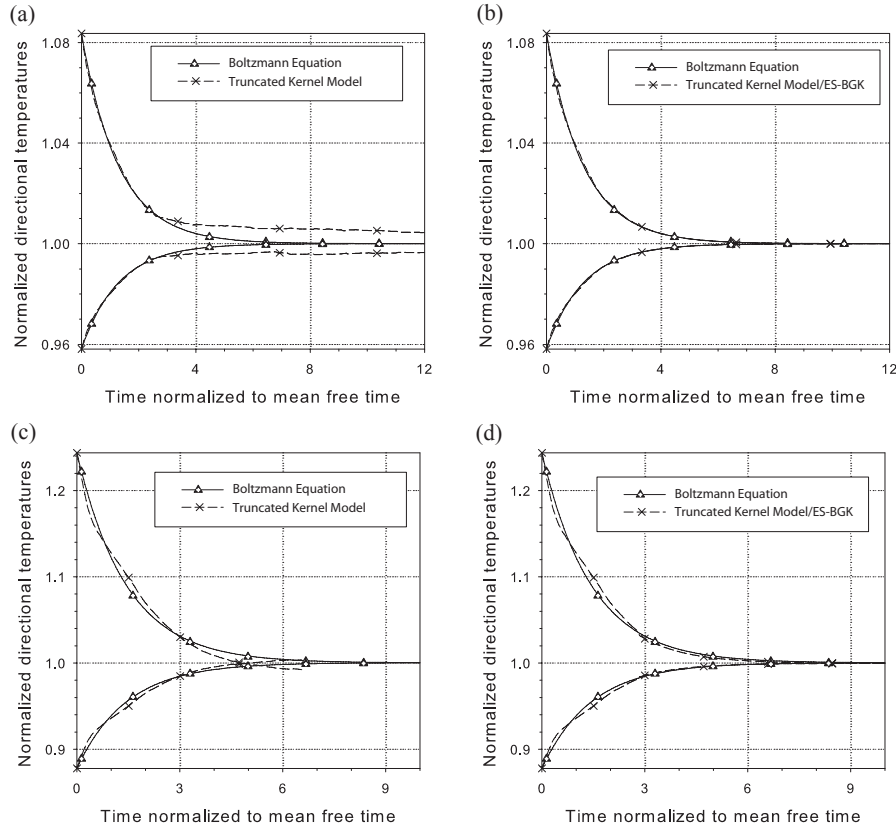 (a)
Normalized directional temperatures
1.08
1.04
1.00
0.96
Boltzmann Equation
Truncated Kernel Model
0
4
8
12
Time normalized to mean free time
(b)
Normalized directional temperatures
1.08
1.04
1.00
0.96
Boltzmann Equation
Truncated Kernel Model/ES-BGK
0
4
8
12
Time normalized to mean free time
(c)
Normalized directional temperatures
1.2
1.1
1.0
0.9
Boltzmann Equation
Truncated Kernel Model
0
3
6
9
Time normalized to mean free time
(d)
Normalized directional temperatures
1.2
1.1
1.0
0.9
Boltzmann Equation
Truncated Kernel Model/ES-BGK
0
3
6
9
Time normalized to mean free time